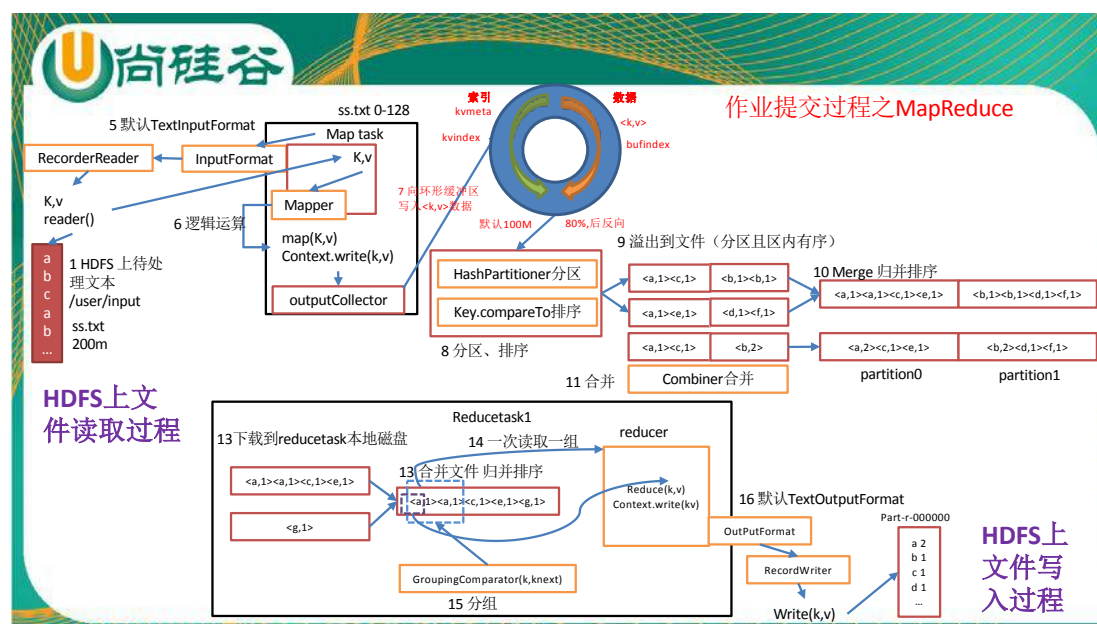 尚硅谷
作业提交过程之MapReduce
5 默认TextInputFormat
ss.txt 0-128
Map task
RecorderReader
InputFormat
K,v
K,v
reader()
Mapper
6 逻辑运算
map(K,v)
Context.write(k,v)
outputCollector
a
b
c
a
b
...
1 HDFS 上待处
理文本
/user/input
ss.txt
200m
HDFS上文
件读取过程
索引
kvmeta
kvindex
数据
<k,v>
bufindex
7 向环形缓冲区
写入<k,v>数据
默认100M
80%,后反向
HashPartitioner分区
Key.compareTo排序
8 分区、排序
9 溢出到文件（分区且区内有序）
<a,1><c,1>
<b,1><b,1>
<a,1><e,1>
<d,1><f,1>
<a,1><c,1>
<b,2>
10 Merge 归并排序
<a,1><a,1><c,1><e,1>
<b,1><b,1><d,1><f,1>
<a,2><c,1><e,1>
<b,2><d,1><f,1>
partition0
partition1
11 合并
Combiner合并
Reducetask1
13下载到reducetask本地磁盘
<a,1><a,1><c,1><e,1>
<g,1>
13 合并文件 归并排序
<a,1><a,1><c,1><e,1><g,1>
14 一次读取一组
reducer
Reduce(k,v)
Context.write(kv)
GroupingComparator(k,knext)
15 分组
16 默认TextOutputFormat
OutPutFormat
RecordWriter
Write(k,v)
Part-r-000000
a 2
b 1
c 1
d 1
...
HDFS上
文件写
入过程